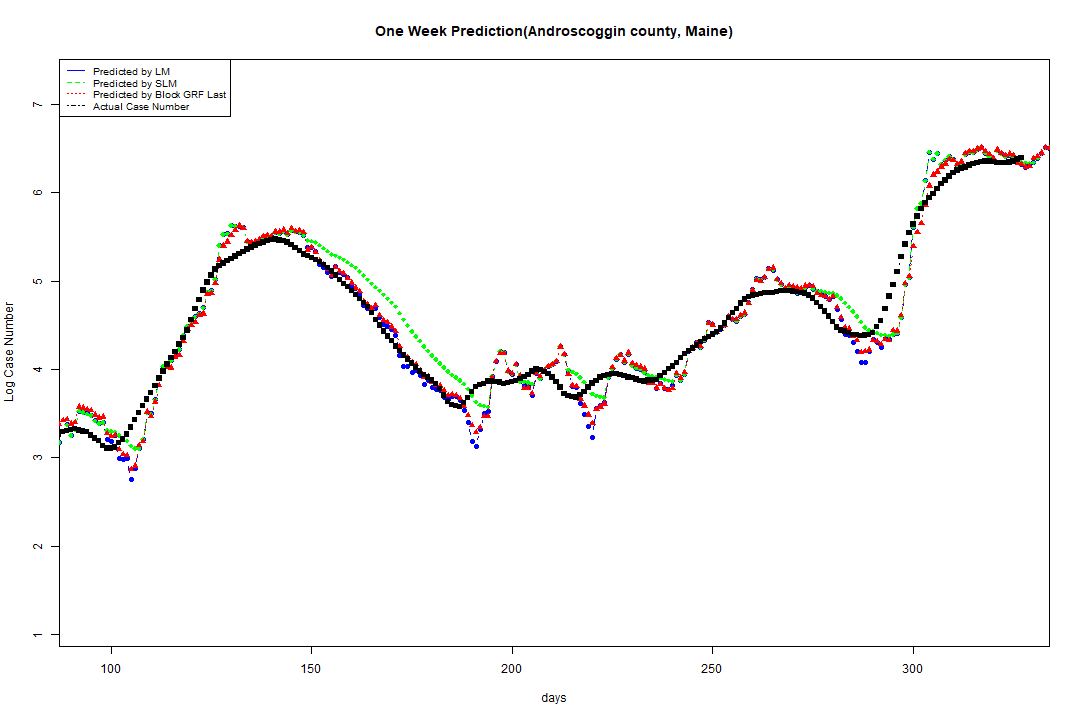 One Week Prediction(Androscoggin county, Maine)
Predicted by LM
Predicted by SLM
Predicted by Block GRF Last
Actual Case Number
Log Case Number
7
6
5
4
3
2
1
100 150 200 250 300
days